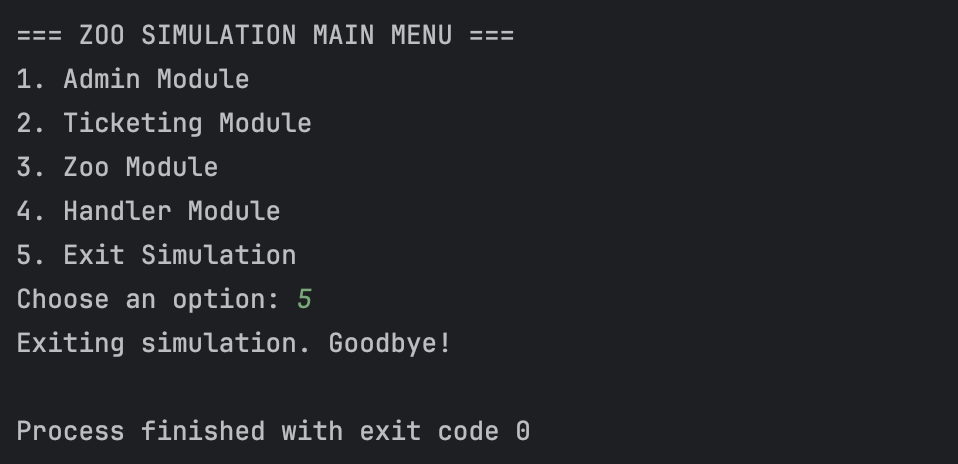 === ZOO SIMULATION MAIN MENU ===
1. Admin Module
2. Ticketing Module
3. Zoo Module
4. Handler Module
5. Exit Simulation
Choose an option: 5
Exiting simulation. Goodbye!
Process finished with exit code 0